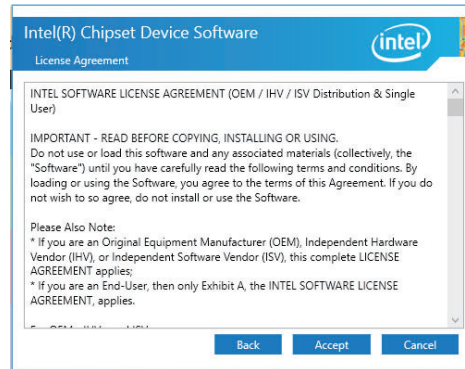 Intel(R) Chipset Device Software
intel
License Agreement
INTEL SOFTWARE LICENSE AGREEMENT (OEM / IHV / ISV Distribution & Single
User)
IMPORTANT - READ BEFORE COPYING, INSTALLING OR USING.
Do not use or load this software and any associated materials (collectively, the
"Software") until you have carefully read the following terms and conditions. By
loading or using the Software, you agree to the terms of this Agreement. If you do
not wish to so agree, do not install or use the Software.
Please Also Note:
* If you are an Original Equipment Manufacturer (OEM), Independent Hardware
Vendor (IHV), or Independent Software Vendor (ISV), this complete LICENSE
AGREEMENT applies;
* If you are an End-User, then only Exhibit A, the INTEL SOFTWARE LICENSE
AGREEMENT, applies.
Back Accept Cancel